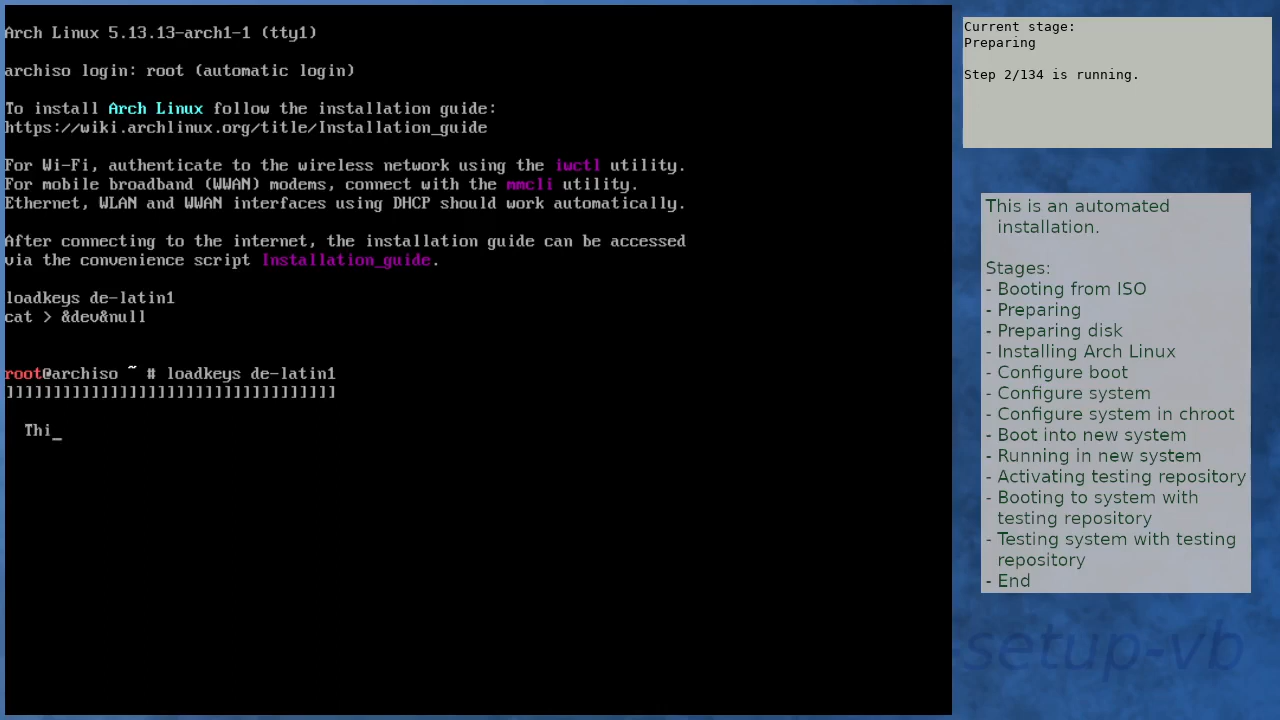 Arch Linux 5.13.13-arch1-1 (tty1)
archiso login: root (automatic login)
To install Arch Linux follow the installation guide:
https://wiki.archlinux.org/title/Installation_guide
For Wi-Fi, authenticate to the wireless network using the iwctl utility.
For mobile broadband (WWAN) modems, connect with the mmcli utility.
Ethernet, WLAN and WWAN interfaces using DHCP should work automatically.
After connecting to the internet, the installation guide can be accessed
via the convenience script Installation_guide.
loadkeys de-latin1
cat > &dev&null
root@archiso ~ # loadkeys de-latin1
]]]]]]]]]]]]]]]]]]]]]]]]]]]]]]]]]]]
Thi_
Current stage:
Preparing
Step 2/134 is running.
This is an automated
installation.
Stages:
- Booting from ISO
- Preparing
- Preparing disk
- Installing Arch Linux
- Configure boot
- Configure system
- Configure system in chroot
- Boot into new system
- Running in new system
- Activating testing repository
- Booting to system with
testing repository
- Testing system with testing
repository
- End
setup-vb